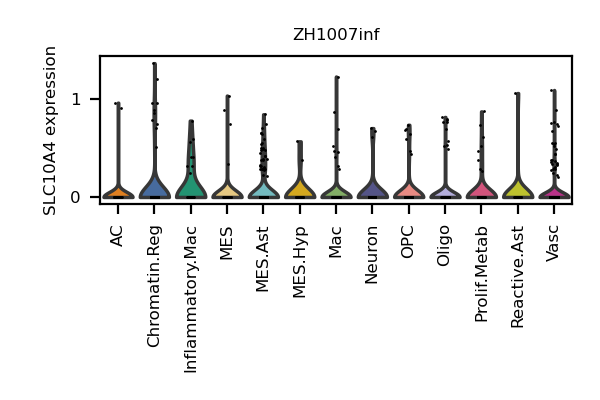 ZH1007inf
SLC10A4 expression
1
0
AC
Chromatin.Reg
Inflammatory.Mac
MES
MES.Ast
MES.Hyp
Mac
Neuron
OPC
Oligo
Prolif.Metab
Reactive.Ast
Vasc